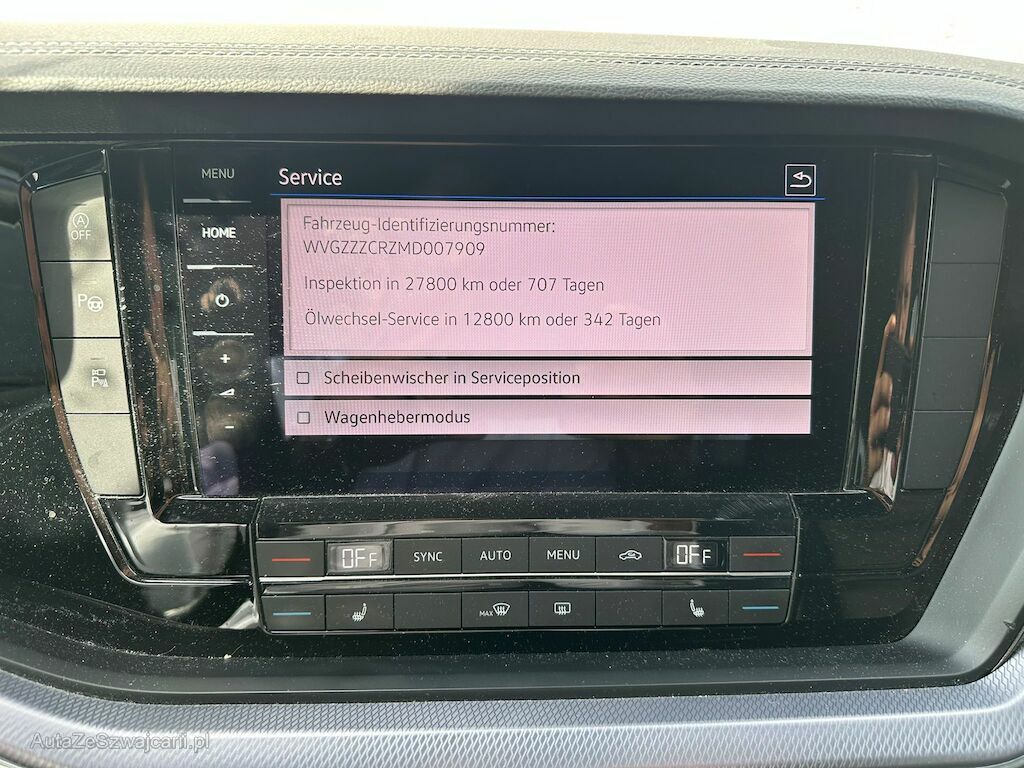 MENU
Service
HOME
Fahrzeug-Identifizierungsnummer:
WVGZZZCRZMD007909
Inspektion in 27800 km oder 707 Tagen
Ölwechsel-Service in 12800 km oder 342 Tagen
Scheibenwischer in Serviceposition
Wagenhebermodus
A
OFF
P
P
+
-
OFF
SYNC
AUTO
MENU
OFF
MAX
AutaZeSzwajcarii.pl